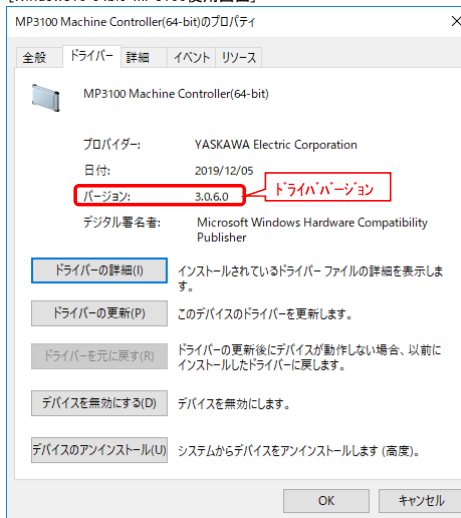 MP3100 Machine Controller(64-bit)のプロパティ
全般 ドライバー 詳細 イベント リソース
MP3100 Machine Controller(64-bit)
プロバイダー: YASKAWA Electric Corporation
日付: 2019/12/05
バージョン: 3.0.6.0
ドライババージョン
デジタル署名者: Microsoft Windows Hardware Compatibility
Publisher
ドライバーの詳細(I) インストールされているドライバー ファイルの詳細を表示しま
す。
ドライバーの更新(P) このデバイスのドライバーを更新します。
ドライバーを元に戻す(R) ドライバーの更新後にデバイスが動作しない場合、以前に
インストールしたドライバーに戻します。
デバイスを無効にする(D) デバイスを無効にします。
デバイスのアンインストール(U) システムからデバイスをアンインストールします (高度)。
OK キャンセル